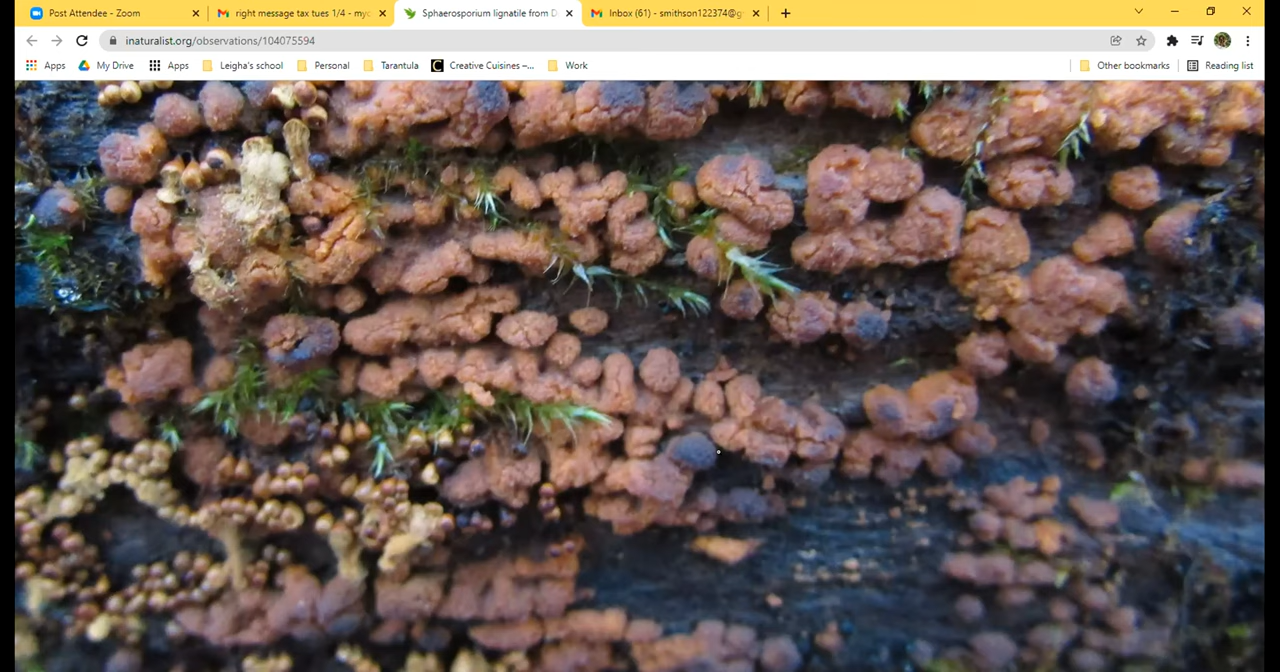 Post Attendee - Zoom
right message tax tues 1/4 - myc
Sphaerosporium lignatile from D
Inbox (61) - smithson122374@g
inaturalist.org/observations/104075594
Apps My Drive Apps Leigha's school Personal Tarantula Creative Cuisines –... Work Other bookmarks Reading list